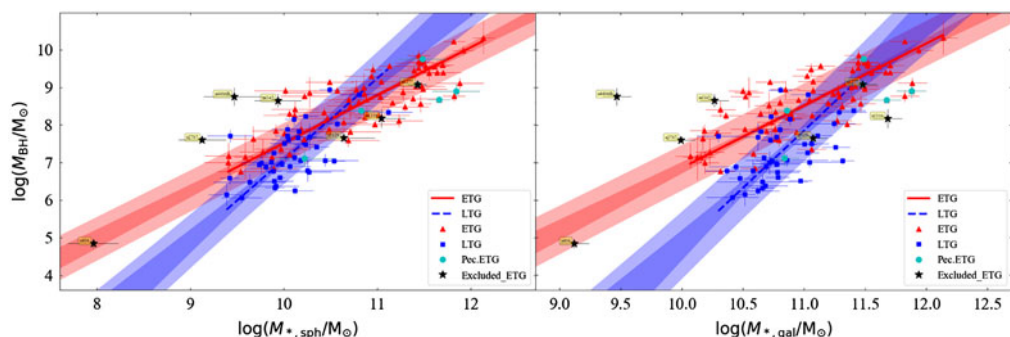 log(M_BH/M_⊙)
10
9
8
7
6
5
4
ETG
LTG
ETG
LTG
Pec.ETG
Excluded_ETG
8
9
10
11
12
log(M_*,sph/M_⊙)
ETG
LTG
ETG
LTG
Pec.ETG
Excluded_ETG
9.0
9.5
10.0
10.5
11.0
11.5
12.0
12.5
log(M_*,gal/M_⊙)